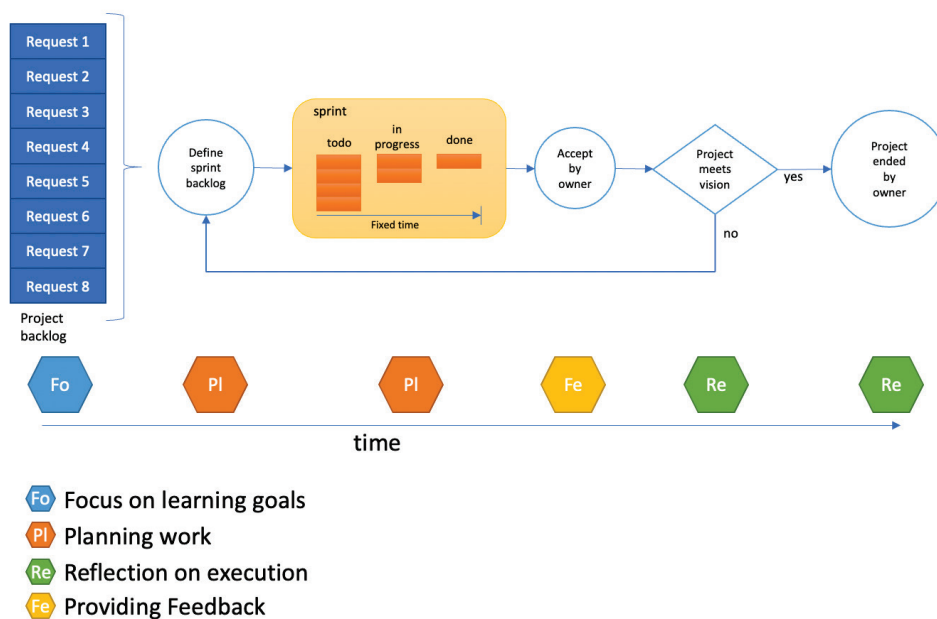 Request 1
Request 2
Request 3
Request 4
Request 5
Request 6
Request 7
Request 8
Project
backlog
Define
sprint
backlog
sprint
todo
in
progress
done
Fixed time
Accept
by
owner
Project
meets
vision
yes
no
Project
ended
by
owner
Fo
Pl
Pl
Fe
Re
Re
time
Fo Focus on learning goals
Pl Planning work
Re Reflection on execution
Fe Providing Feedback